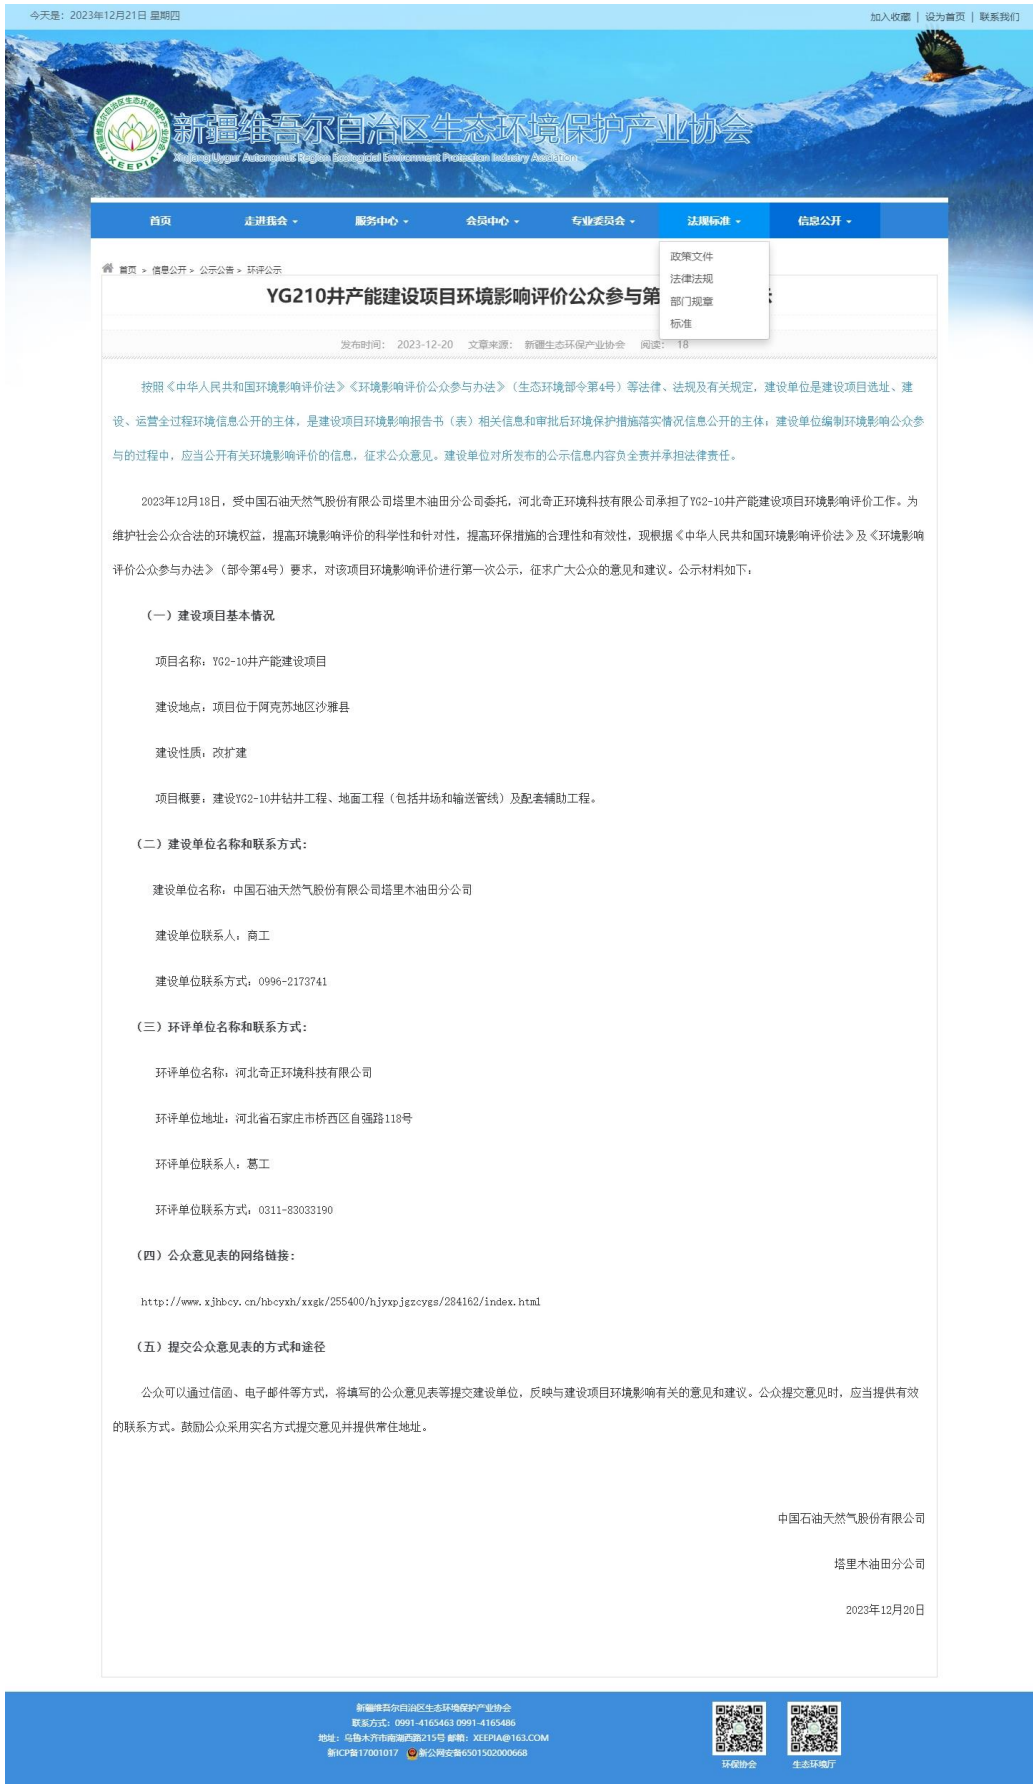 今天是：2023年12月21日 星期四
加入收藏 | 设为首页 | 联系我们
新疆维吾尔自治区生态环境保护产业协会
Xinjiang Uygur Autonomous Region Ecological Environment Protection Industry Association
XEEPIA
首页 走进我会 服务中心 会员中心 专业委员会 法规标准 信息公开
政策文件
法律法规
部门规章
标准
首页 > 信息公开 > 公示公告 > 环评公示
YG210井产能建设项目环境影响评价公众参与第
发布时间： 2023-12-20 文章来源： 新疆生态环保产业协会 阅读： 18
按照《中华人民共和国环境影响评价法》《环境影响评价公众参与办法》（生态环境部令第4号）等法律、法规及有关规定，建设单位是建设项目选址、建
设、运营全过程环境信息公开的主体，是建设项目环境影响报告书（表）相关信息和审批后环境保护措施落实情况信息公开的主体；建设单位编制环境影响公众参
与的过程中，应当公开有关环境影响评价的信息，征求公众意见。建设单位对所发布的公示信息内容负全责并承担法律责任。
2023年12月18日，受中国石油天然气股份有限公司塔里木油田分公司委托，河北奇正环境科技有限公司承担了YG2-10井产能建设项目环境影响评价工作。为
维护社会公众合法的环境权益，提高环境影响评价的科学性和针对性，提高环保措施的合理性和有效性，现根据《中华人民共和国环境影响评价法》及《环境影响
评价公众参与办法》（部令第4号）要求，对该项目环境影响评价进行第一次公示，征求广大公众的意见和建议。公示材料如下：
（一）建设项目基本情况
项目名称：YG2-10井产能建设项目
建设地点：项目位于阿克苏地区沙雅县
建设性质：改扩建
项目概要：建设YG2-10井钻井工程、地面工程（包括井场和输送管线）及配套辅助工程。
（二）建设单位名称和联系方式：
建设单位名称：中国石油天然气股份有限公司塔里木油田分公司
建设单位联系人：商工
建设单位联系方式：0996-2173741
（三）环评单位名称和联系方式：
环评单位名称：河北奇正环境科技有限公司
环评单位地址：河北省石家庄市桥西区自强路118号
环评单位联系人：葛工
环评单位联系方式：0311-83033190
（四）公众意见表的网络链接：
http://www.xjhbcy.cn/hbcyxh/xxgk/255400/hjyxpjgzcygs/284162/index.html
（五）提交公众意见表的方式和途径
公众可以通过信函、电子邮件等方式，将填写的公众意见表等提交建设单位，反映与建设项目环境影响有关的意见和建议。公众提交意见时，应当提供有效
的联系方式。鼓励公众采用实名方式提交意见并提供常住地址。
中国石油天然气股份有限公司
塔里木油田分公司
2023年12月20日
新疆维吾尔自治区生态环境保护产业协会
联系方式：0991-4165463 0991-4165486
地址：乌鲁木齐市南湖西路215号 邮箱：XEEPIA@163.COM
新ICP备17001017 新公网安备6501502000668
环保协会 生态环境厅